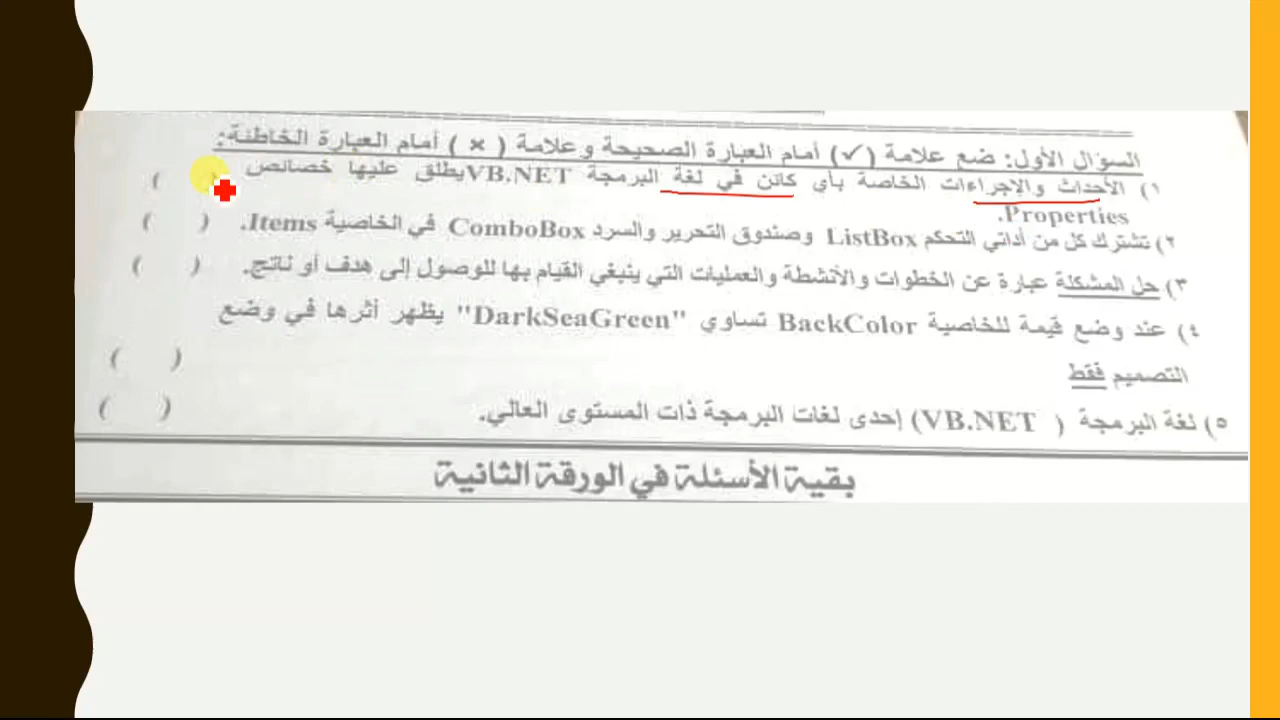 السؤال الأول: ضع علامة (✓) أمام العبارة الصحيحة وعلامة ( × ) أمام العبارة الخاطئة:
١) الأحداث والإجراءات الخاصة بأي كائن في لغة البرمجة VB.NET يطلق عليها خصائص ( )
Properties.
٢) تشترك كل من أداتي التحكم ListBox وصندوق التحرير والسرد ComboBox في الخاصية Items. ( )
٣) حل المشكلة عبارة عن الخطوات والأنشطة والعمليات التي ينبغي القيام بها للوصول إلى هدف أو ناتج. ( )
٤) عند وضع قيمة للخاصية BackColor تساوي "DarkSeaGreen" يظهر أثرها في وضع
التصميم فقط ( )
٥) لغة البرمجة ( VB.NET) إحدى لغات البرمجة ذات المستوى العالي. ( )
بقية الأسئلة في الورقة الثانية